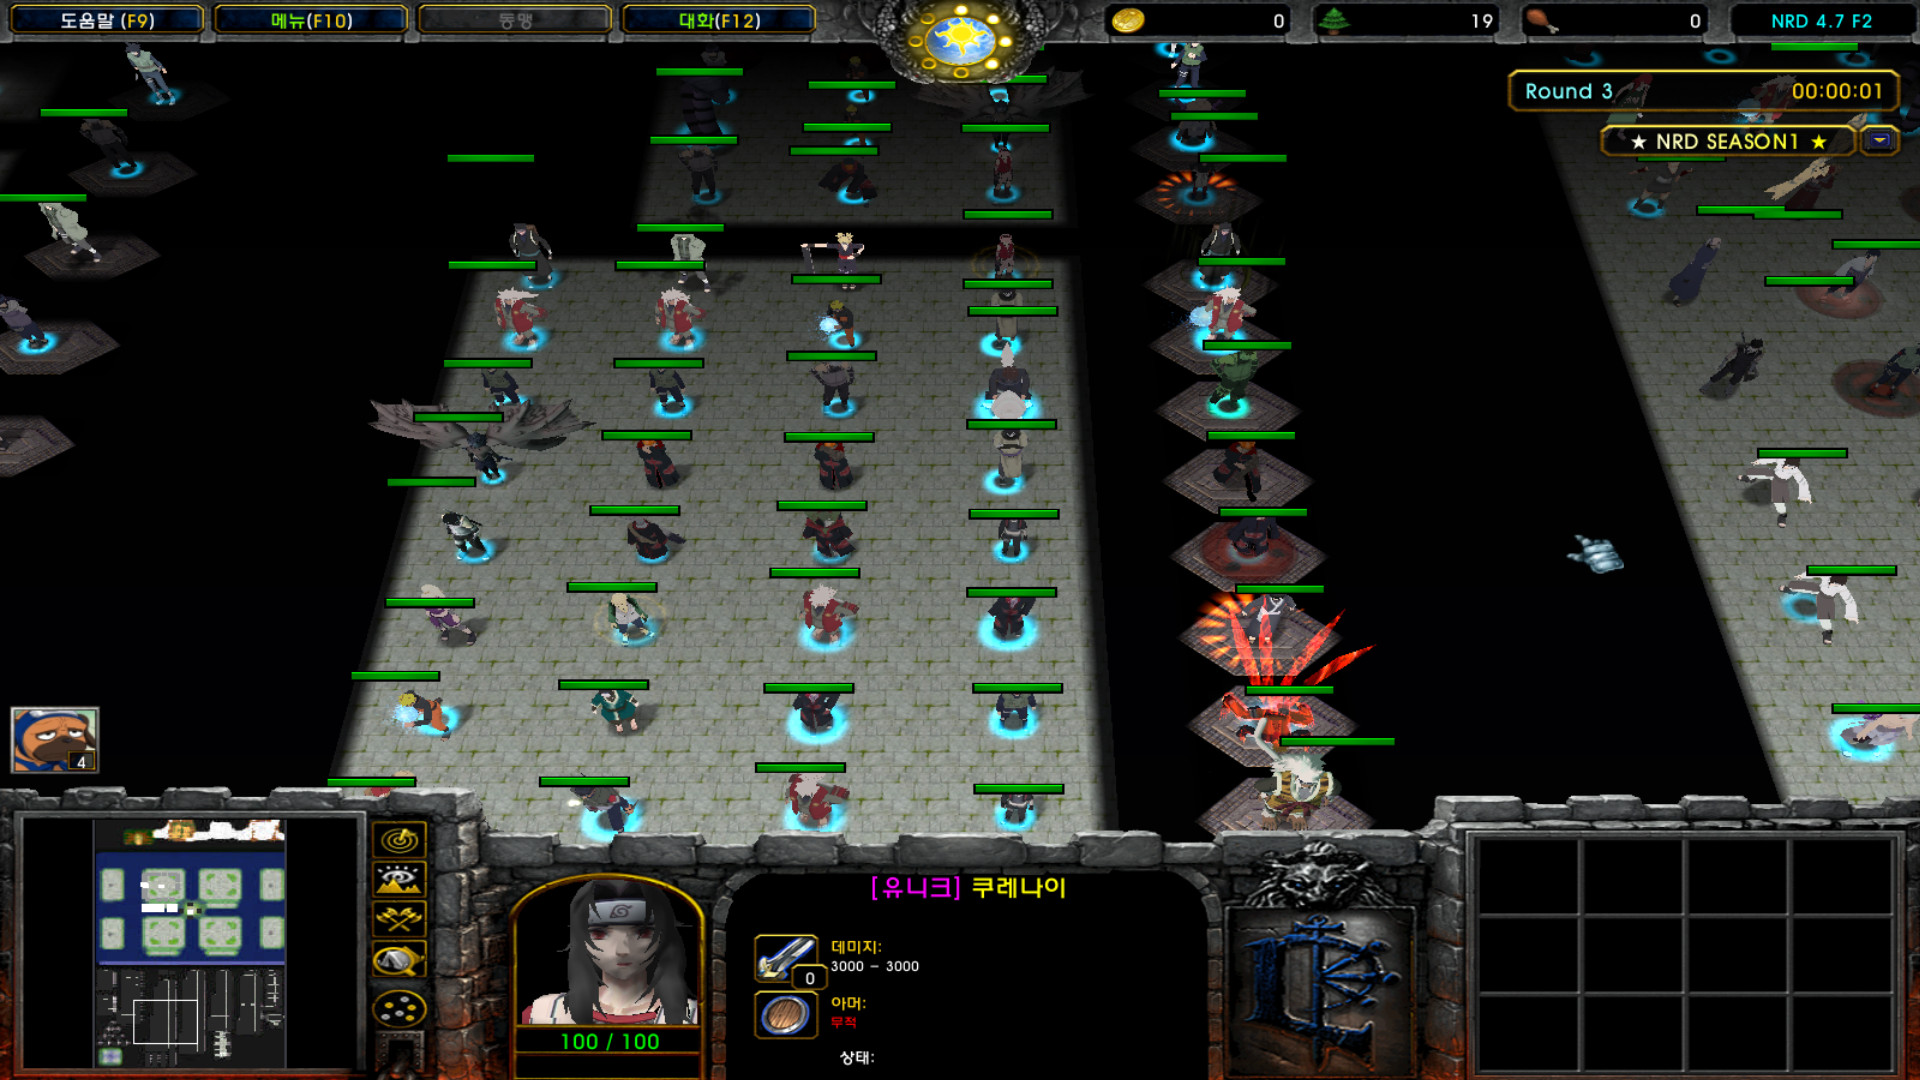 도움말 (F9)
메뉴(F10)
동맹
대화(F12)
0
19
0
NRD 4.7 F2
Round 3
00:00:01
★ NRD SEASON1 ★
4
[유니크] 쿠레나이
데미지:
3000 - 3000
0
아머:
무적
상태:
100 / 100